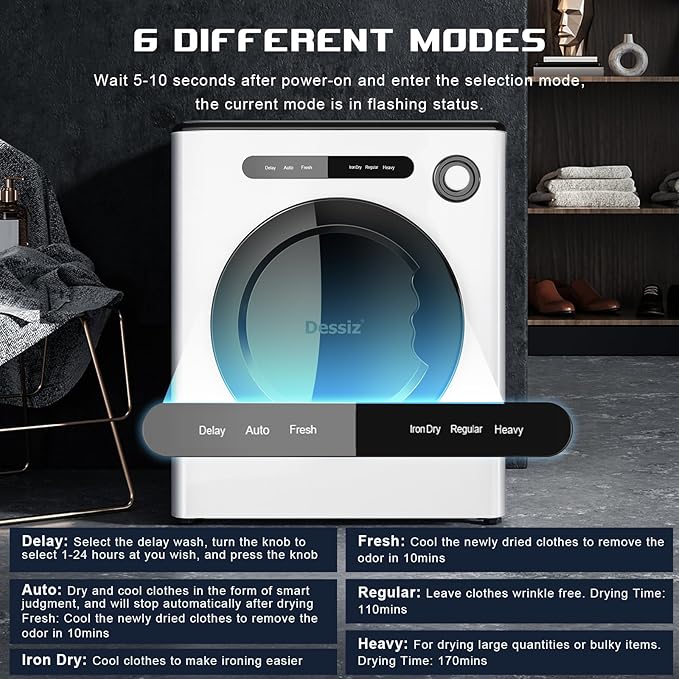 6 DIFFERENT MODES
Wait 5-10 seconds after power-on and enter the selection mode,
the current mode is in flashing status.
Delay Auto Fresh Iron Dry Regular Heavy
Dessiz®
Delay Auto Fresh Iron Dry Regular Heavy
Delay: Select the delay wash, turn the knob to
select 1-24 hours at you wish, and press the knob
Auto: Dry and cool clothes in the form of smart
judgment, and will stop automatically after drying
Fresh: Cool the newly dried clothes to remove the
odor in 10mins
Iron Dry: Cool clothes to make ironing easier
Fresh: Cool the newly dried clothes to remove the
odor in 10mins
Regular: Leave clothes wrinkle free. Drying Time:
110mins
Heavy: For drying large quantities or bulky items.
Drying Time: 170mins